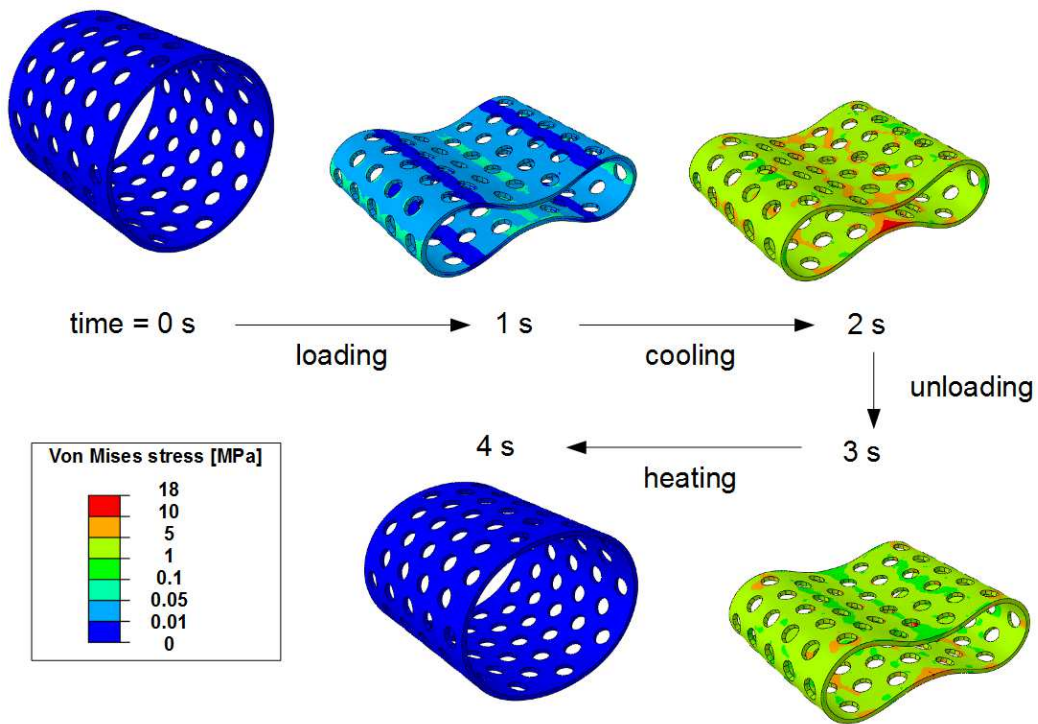 time = 0 s
loading
1 s
cooling
2 s
unloading
3 s
heating
4 s
Von Mises stress [MPa]
18
10
5
1
0.1
0.05
0.01
0